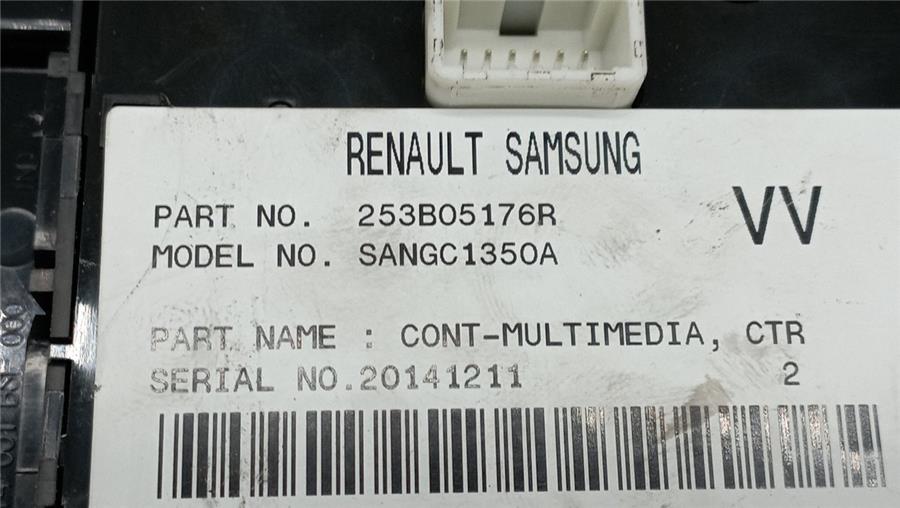 RENAULT SAMSUNG
VV
PART NO. 253B05176R
MODEL NO. SANGC1350A
PART NAME : CONT-MULTIMEDIA, CTR
SERIAL NO.20141211 2